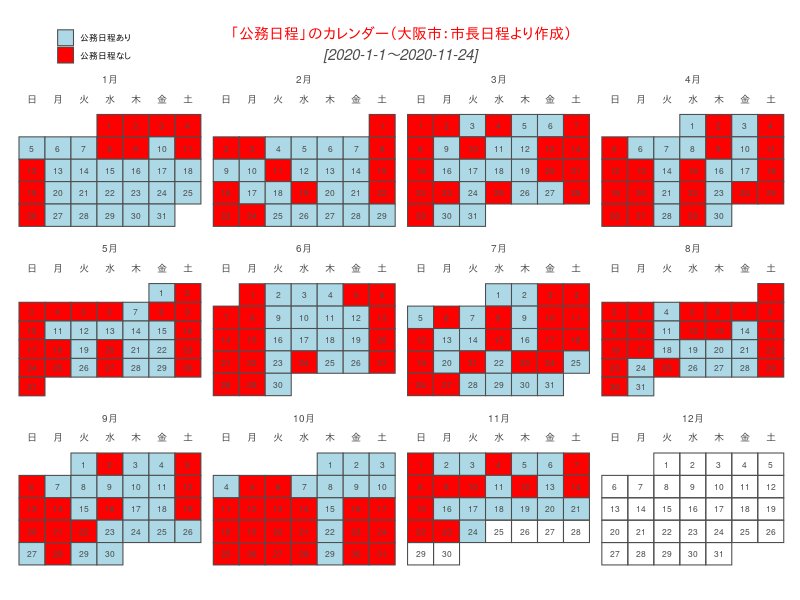 「公務日程」のカレンダー（大阪市：市長日程より作成）
[2020-1-1～2020-11-24]
公務日程あり
公務日程なし
1月
日 月 火 水 木 金 土
1 2 3 4
5 6 7 8 9 10 11
12 13 14 15 16 17 18
19 20 21 22 23 24 25
26 27 28 29 30 31
2月
日 月 火 水 木 金 土
1
2 3 4 5 6 7 8
9 10 11 12 13 14 15
16 17 18 19 20 21 22
23 24 25 26 27 28 29
3月
日 月 火 水 木 金 土
1 2 3 4 5 6 7
8 9 10 11 12 13 14
15 16 17 18 19 20 21
22 23 24 25 26 27 28
29 30 31
4月
日 月 火 水 木 金 土
1 2 3 4
5 6 7 8 9 10 11
12 13 14 15 16 17 18
19 20 21 22 23 24 25
26 27 28 29 30
5月
日 月 火 水 木 金 土
1 2
3 4 5 6 7 8 9
10 11 12 13 14 15 16
17 18 19 20 21 22 23
24 25 26 27 28 29 30
31
6月
日 月 火 水 木 金 土
1 2 3 4 5 6
7 8 9 10 11 12 13
14 15 16 17 18 19 20
21 22 23 24 25 26 27
28 29 30
7月
日 月 火 水 木 金 土
1 2 3 4
5 6 7 8 9 10 11
12 13 14 15 16 17 18
19 20 21 22 23 24 25
26 27 28 29 30 31
8月
日 月 火 水 木 金 土
1
2 3 4 5 6 7 8
9 10 11 12 13 14 15
16 17 18 19 20 21 22
23 24 25 26 27 28 29
30 31
9月
日 月 火 水 木 金 土
1 2 3 4 5
6 7 8 9 10 11 12
13 14 15 16 17 18 19
20 21 22 23 24 25 26
27 28 29 30
10月
日 月 火 水 木 金 土
1 2 3
4 5 6 7 8 9 10
11 12 13 14 15 16 17
18 19 20 21 22 23 24
25 26 27 28 29 30 31
11月
日 月 火 水 木 金 土
1 2 3 4 5 6 7
8 9 10 11 12 13 14
15 16 17 18 19 20 21
22 23 24 25 26 27 28
29 30
12月
日 月 火 水 木 金 土
1 2 3 4 5
6 7 8 9 10 11 12
13 14 15 16 17 18 19
20 21 22 23 24 25 26
27 28 29 30 31